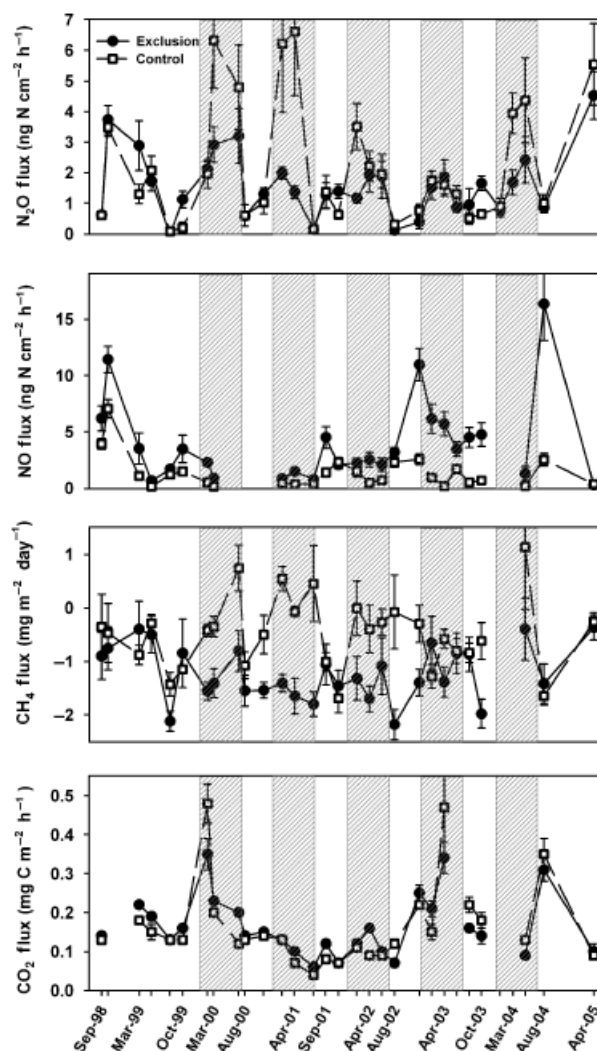 7
6
5
4
3
2
1
0
N₂O flux (ng N cm⁻² h⁻¹)
Exclusion
Control
15
10
5
0
NO flux (ng N cm⁻² h⁻¹)
1
0
−1
−2
CH₄ flux (mg m⁻² day⁻¹)
0.5
0.4
0.3
0.2
0.1
0.0
CO₂ flux (mg C m⁻² h⁻¹)
Sep-98
Mar-99
Oct-99
Mar-00
Aug-00
Apr-01
Sep-01
Apr-02
Aug-02
Apr-03
Oct-03
Mar-04
Aug-04
Apr-05